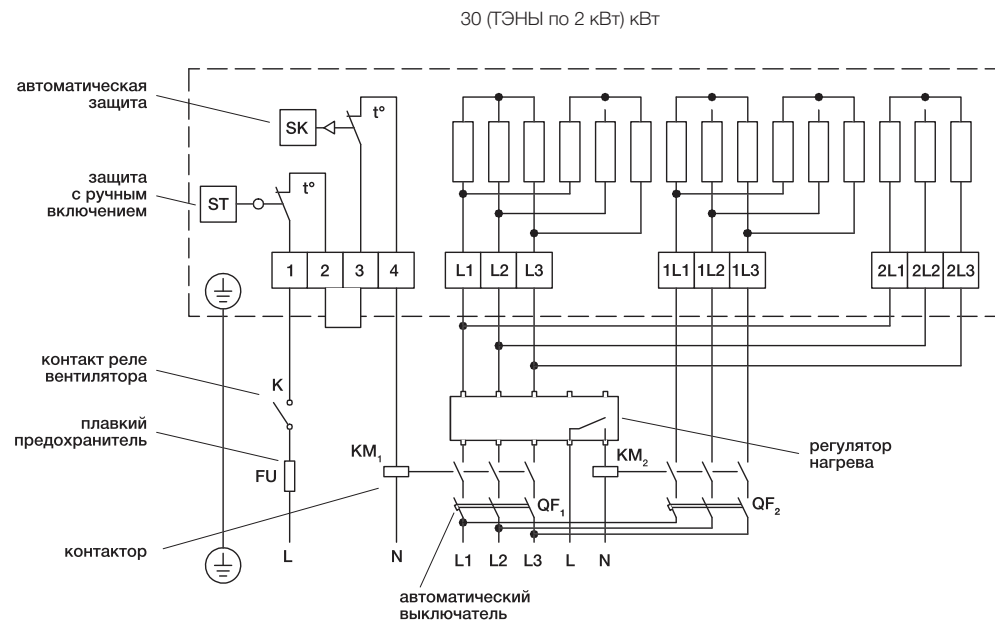 30 (ТЭНЫ по 2 кВт) кВт
автоматическая
защита
SK
t°
защита
с ручным
включением
ST
t°
1 2 3 4 L1 L2 L3 1L1 1L2 1L3 2L1 2L2 2L3
контакт реле
вентилятора
K
плавкий
предохранитель
FU
KM1
KM2
регулятор
нагрева
QF1
QF2
контактор
L N L1 L2 L3 L N
автоматический
выключатель